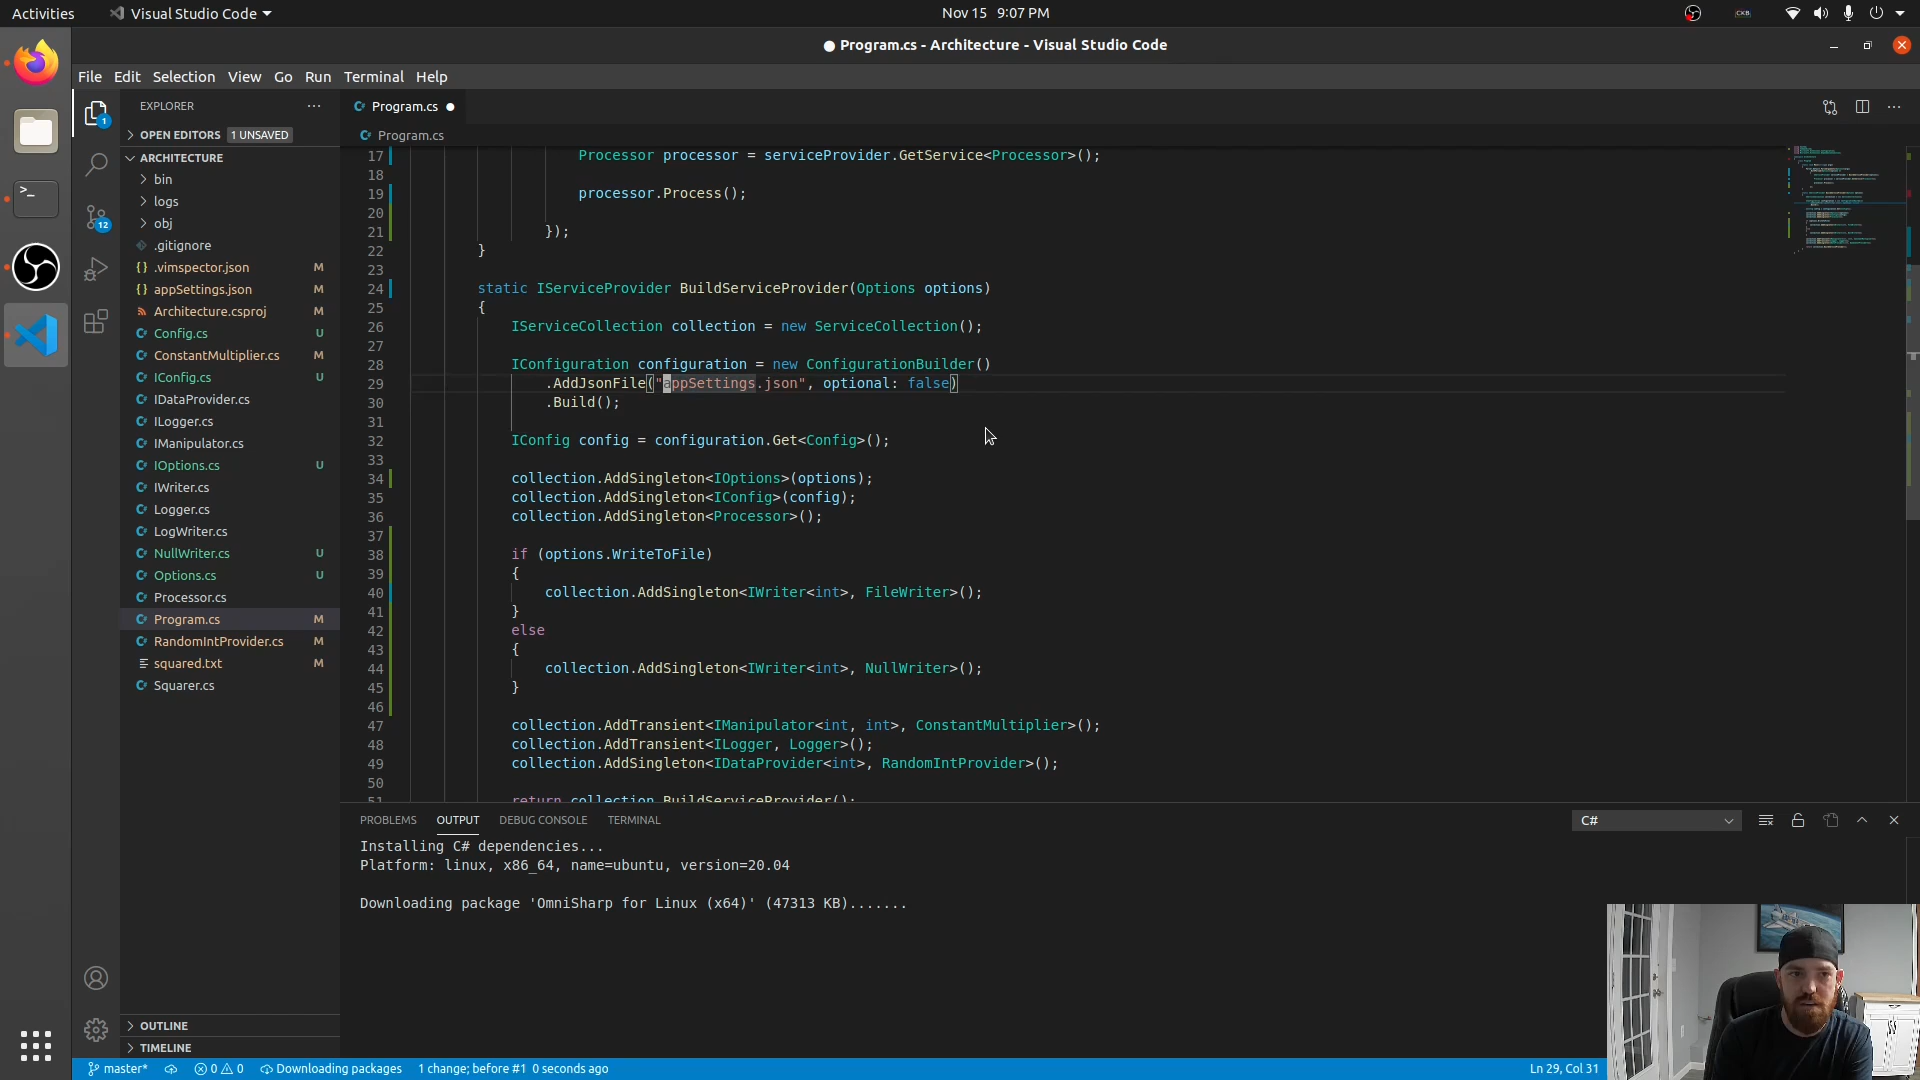 Activities
Visual Studio Code
Nov 15 9:07 PM
CKB
● Program.cs - Architecture - Visual Studio Code
File Edit Selection View Go Run Terminal Help
EXPLORER
OPEN EDITORS 1 UNSAVED
ARCHITECTURE
bin
logs
obj
.gitignore
.vimspector.json M
appSettings.json M
Architecture.csproj M
Config.cs U
ConstantMultiplier.cs M
IConfig.cs U
IDataProvider.cs
ILogger.cs
IManipulator.cs
IOptions.cs U
IWriter.cs
Logger.cs
LogWriter.cs
NullWriter.cs U
Options.cs U
Processor.cs
Program.cs M
RandomIntProvider.cs M
squared.txt M
Squarer.cs
OUTLINE
TIMELINE
1
12
Program.cs ●
Program.cs
17 Processor processor = serviceProvider.GetService<Processor>();
18
19 processor.Process();
20
21 });
22 }
23
24 static IServiceProvider BuildServiceProvider(Options options)
25 {
26 IServiceCollection collection = new ServiceCollection();
27
28 IConfiguration configuration = new ConfigurationBuilder()
29 .AddJsonFile("appSettings.json", optional: false)
30 .Build();
31
32 IConfig config = configuration.Get<Config>();
33
34 collection.AddSingleton<IOptions>(options);
35 collection.AddSingleton<IConfig>(config);
36 collection.AddSingleton<Processor>();
37
38 if (options.WriteToFile)
39 {
40 collection.AddSingleton<IWriter<int>, FileWriter>();
41 }
42 else
43 {
44 collection.AddSingleton<IWriter<int>, NullWriter>();
45 }
46
47 collection.AddTransient<IManipulator<int, int>, ConstantMultiplier>();
48 collection.AddTransient<ILogger, Logger>();
49 collection.AddSingleton<IDataProvider<int>, RandomIntProvider>();
50
51 return collection.BuildServiceProvider();
PROBLEMS OUTPUT DEBUG CONSOLE TERMINAL
C#
Installing C# dependencies...
Platform: linux, x86_64, name=ubuntu, version=20.04
Downloading package 'OmniSharp for Linux (x64)' (47313 KB).......
master* 0 0 Downloading packages 1 change; before #1 0 seconds ago
Ln 29, Col 31